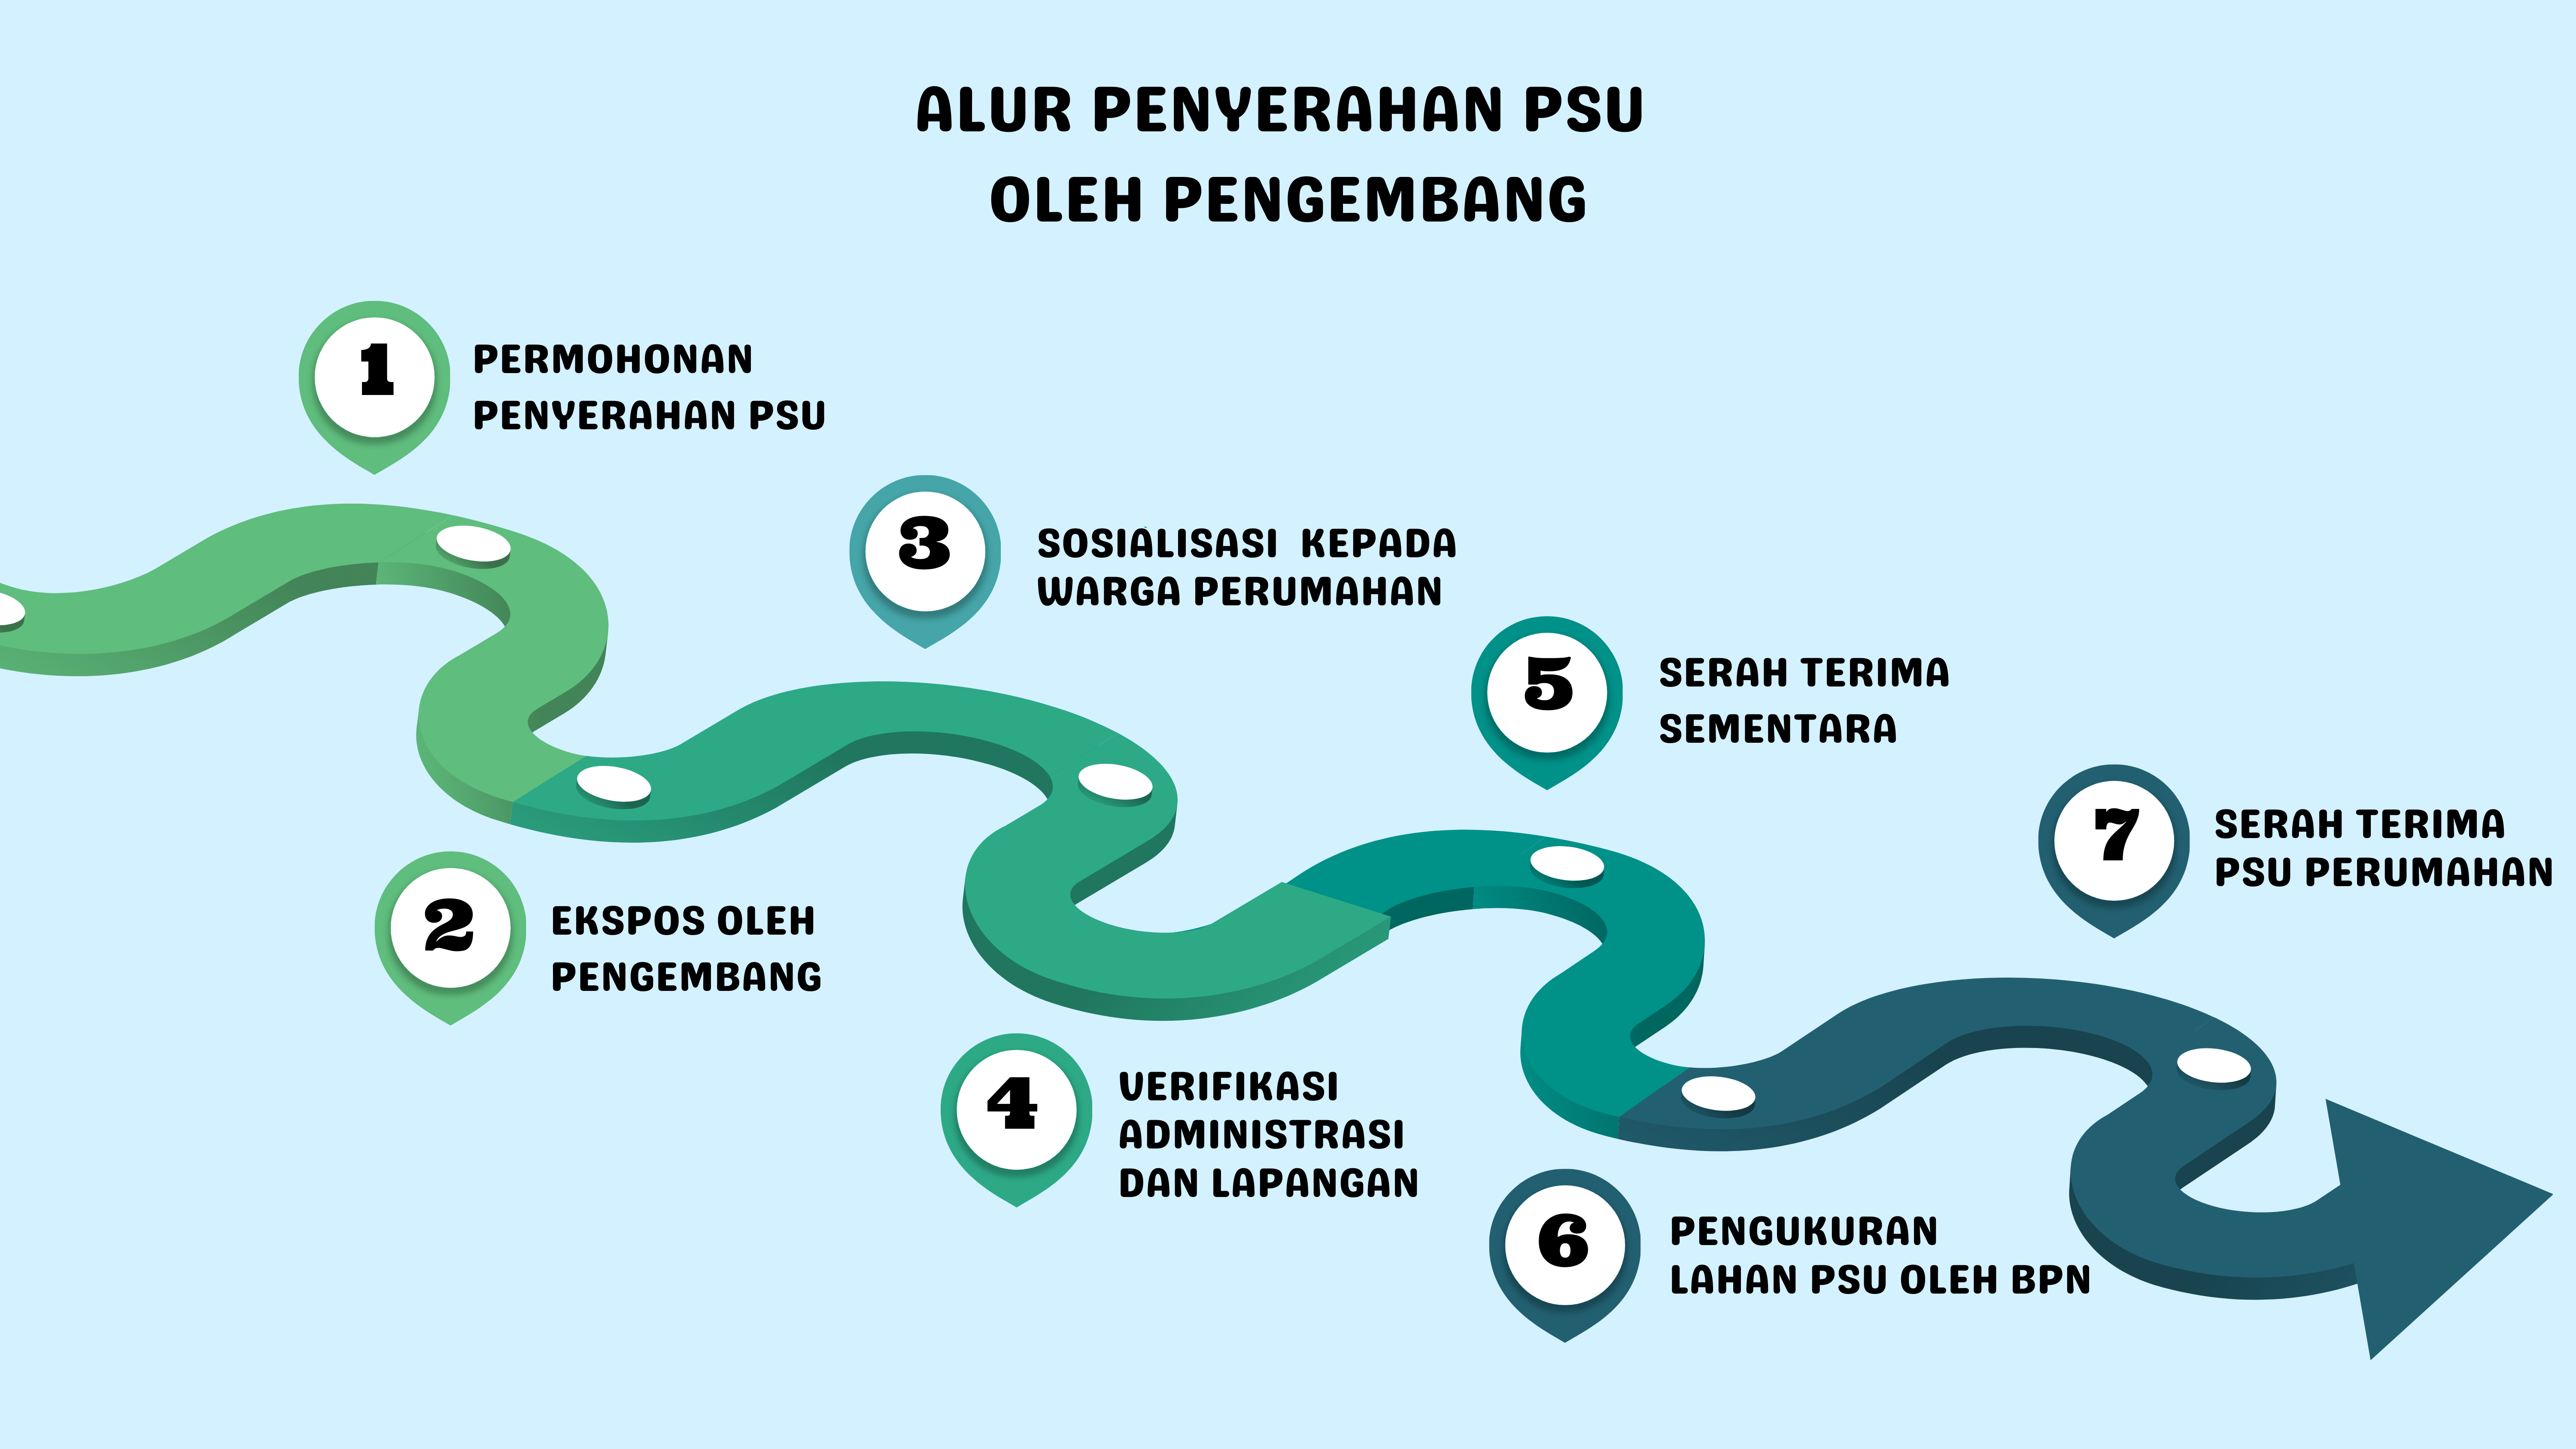 ALUR PENYERAHAN PSU
OLEH PENGEMBANG
1
PERMOHONAN
PENYERAHAN PSU
2
EKSPOS OLEH
PENGEMBANG
3
SOSIALISASI KEPADA
WARGA PERUMAHAN
4
VERIFIKASI
ADMINISTRASI
DAN LAPANGAN
5
SERAH TERIMA
SEMENTARA
6
PENGUKURAN
LAHAN PSU OLEH BPN
7
SERAH TERIMA
PSU PERUMAHAN